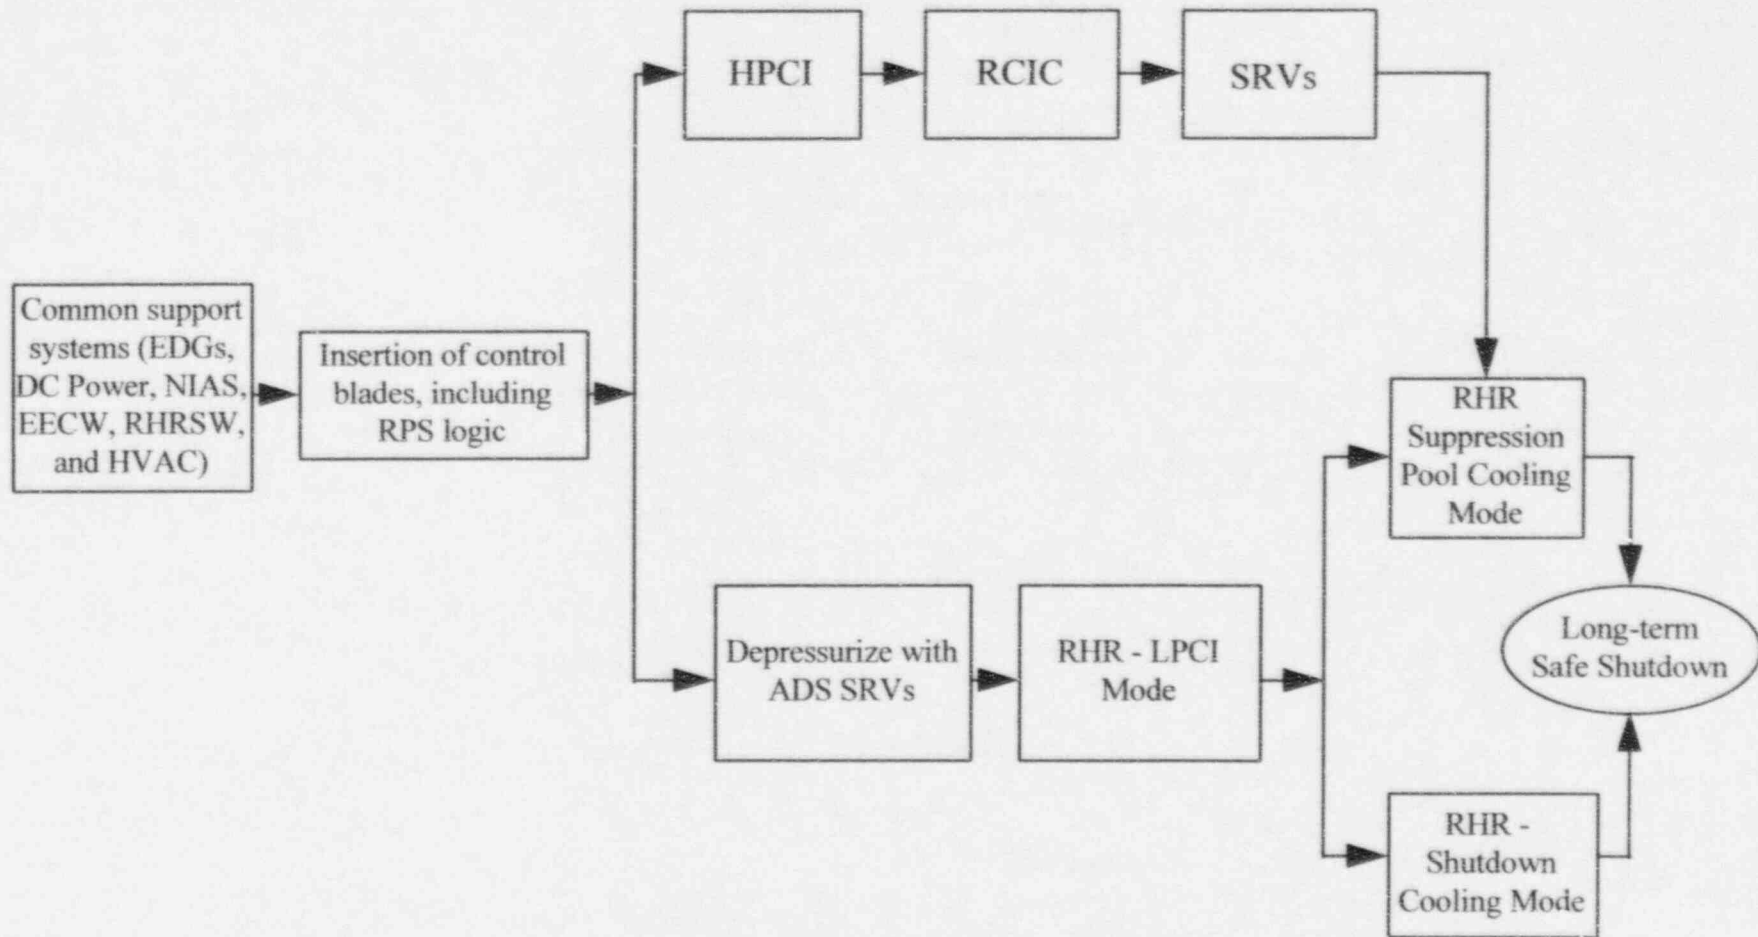 HPCI
RCIC
SRVs
Common support
systems (EDGs,
DC Power, NIAS,
EECW, RHRSW,
and HVAC)
Insertion of control
blades, including
RPS logic
RHR
Suppression
Pool Cooling
Mode
Depressurize with
ADS SRVs
RHR - LPCI
Mode
Long-term
Safe Shutdown
RHR -
Shutdown
Cooling Mode